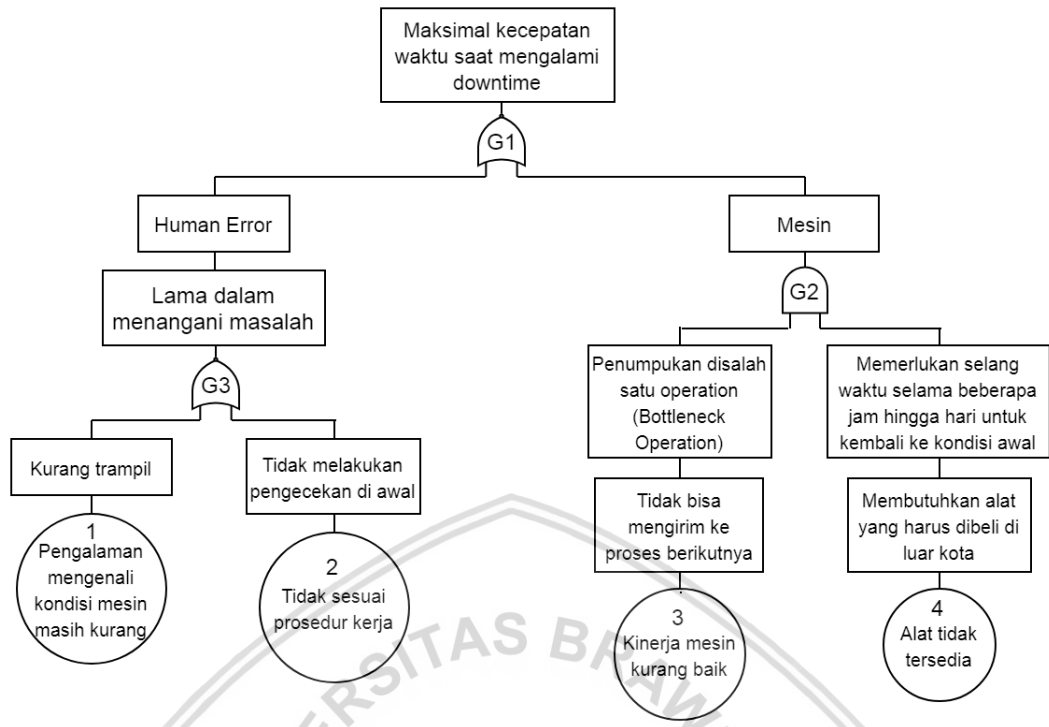 Maksimal kecepatan
waktu saat mengalami
downtime
G1
Human Error
Mesin
Lama dalam
menangani masalah
G2
G3
Penumpukan disalah
satu operation
(Bottleneck
Operation)
Memerlukan selang
waktu selama beberapa
jam hingga hari untuk
kembali ke kondisi awal
Kurang trampil
Tidak melakukan
pengecekan di awal
Tidak bisa
mengirim ke
proses berikutnya
Membutuhkan alat
yang harus dibeli di
luar kota
1
Pengalaman
mengenali
kondisi mesin
masih kurang
2
Tidak sesuai
prosedur kerja
3
Kinerja mesin
kurang baik
4
Alat tidak
tersedia